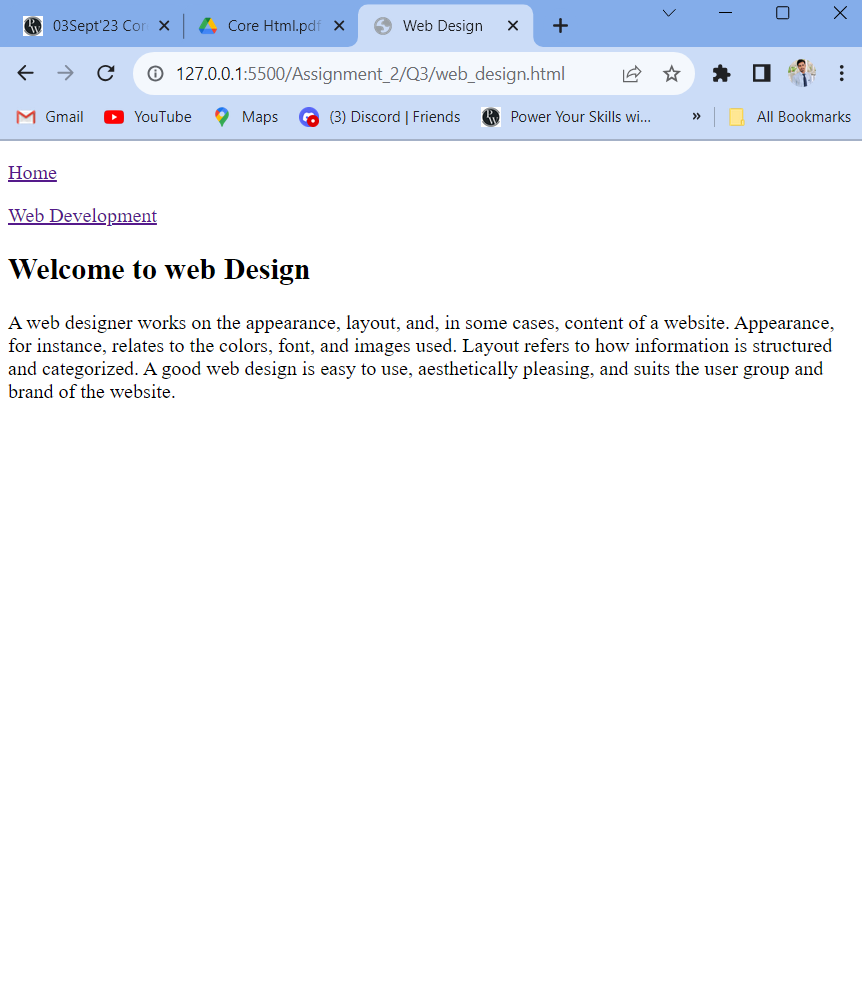 03Sept'23 Cor
Core Html.pdf
Web Design
127.0.0.1:5500/Assignment_2/Q3/web_design.html
Gmail
YouTube
Maps
(3) Discord | Friends
Power Your Skills wi...
»
All Bookmarks
Home
Web Development
Welcome to web Design
A web designer works on the appearance, layout, and, in some cases, content of a website. Appearance,
for instance, relates to the colors, font, and images used. Layout refers to how information is structured
and categorized. A good web design is easy to use, aesthetically pleasing, and suits the user group and
brand of the website.